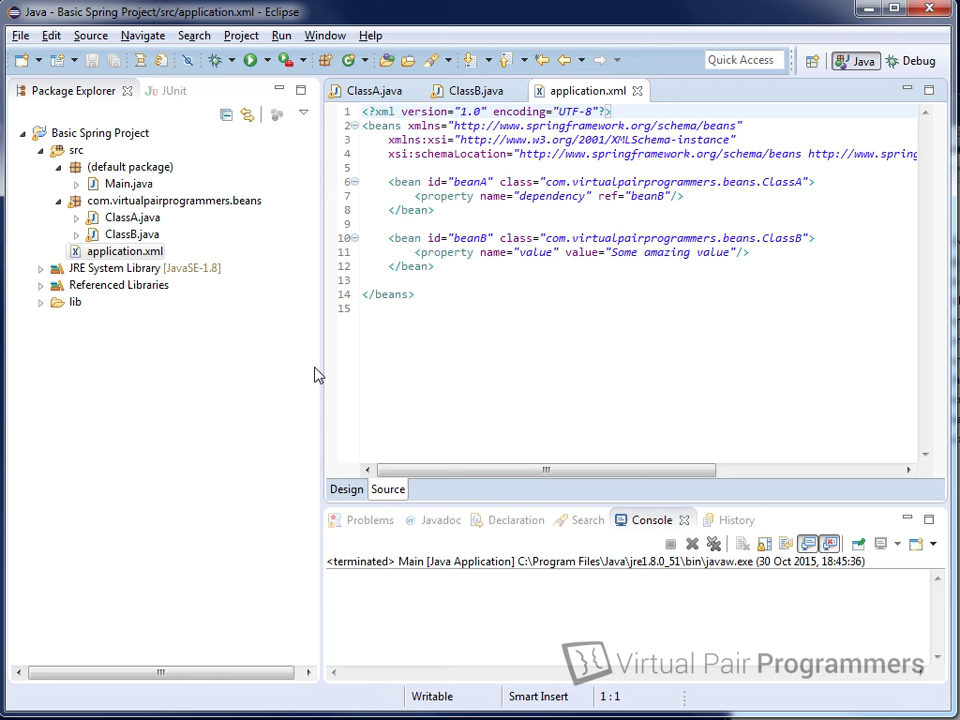 Java - Basic Spring Project/src/application.xml - Eclipse
File Edit Source Navigate Search Project Run Window Help
Quick Access Java Debug
Package Explorer JUnit
Basic Spring Project
src
(default package)
Main.java
com.virtualpairprogrammers.beans
ClassA.java
ClassB.java
application.xml
JRE System Library [JavaSE-1.8]
Referenced Libraries
lib
ClassA.java ClassB.java application.xml
1 <?xml version="1.0" encoding="UTF-8"?>
2 <beans xmlns="http://www.springframework.org/schema/beans"
3 xmlns:xsi="http://www.w3.org/2001/XMLSchema-instance"
4 xsi:schemaLocation="http://www.springframework.org/schema/beans http://www.spring
5
6 <bean id="beanA" class="com.virtualpairprogrammers.beans.ClassA">
7 <property name="dependency" ref="beanB"/>
8 </bean>
9
10 <bean id="beanB" class="com.virtualpairprogrammers.beans.ClassB">
11 <property name="value" value="Some amazing value"/>
12 </bean>
13
14 </beans>
15
Design Source
Problems Javadoc Declaration Search Console History
<terminated> Main [Java Application] C:\Program Files\Java\jre1.8.0_51\bin\javaw.exe (30 Oct 2015, 18:45:36)
Virtual Pair Programmers
Writable Smart Insert 1 : 1